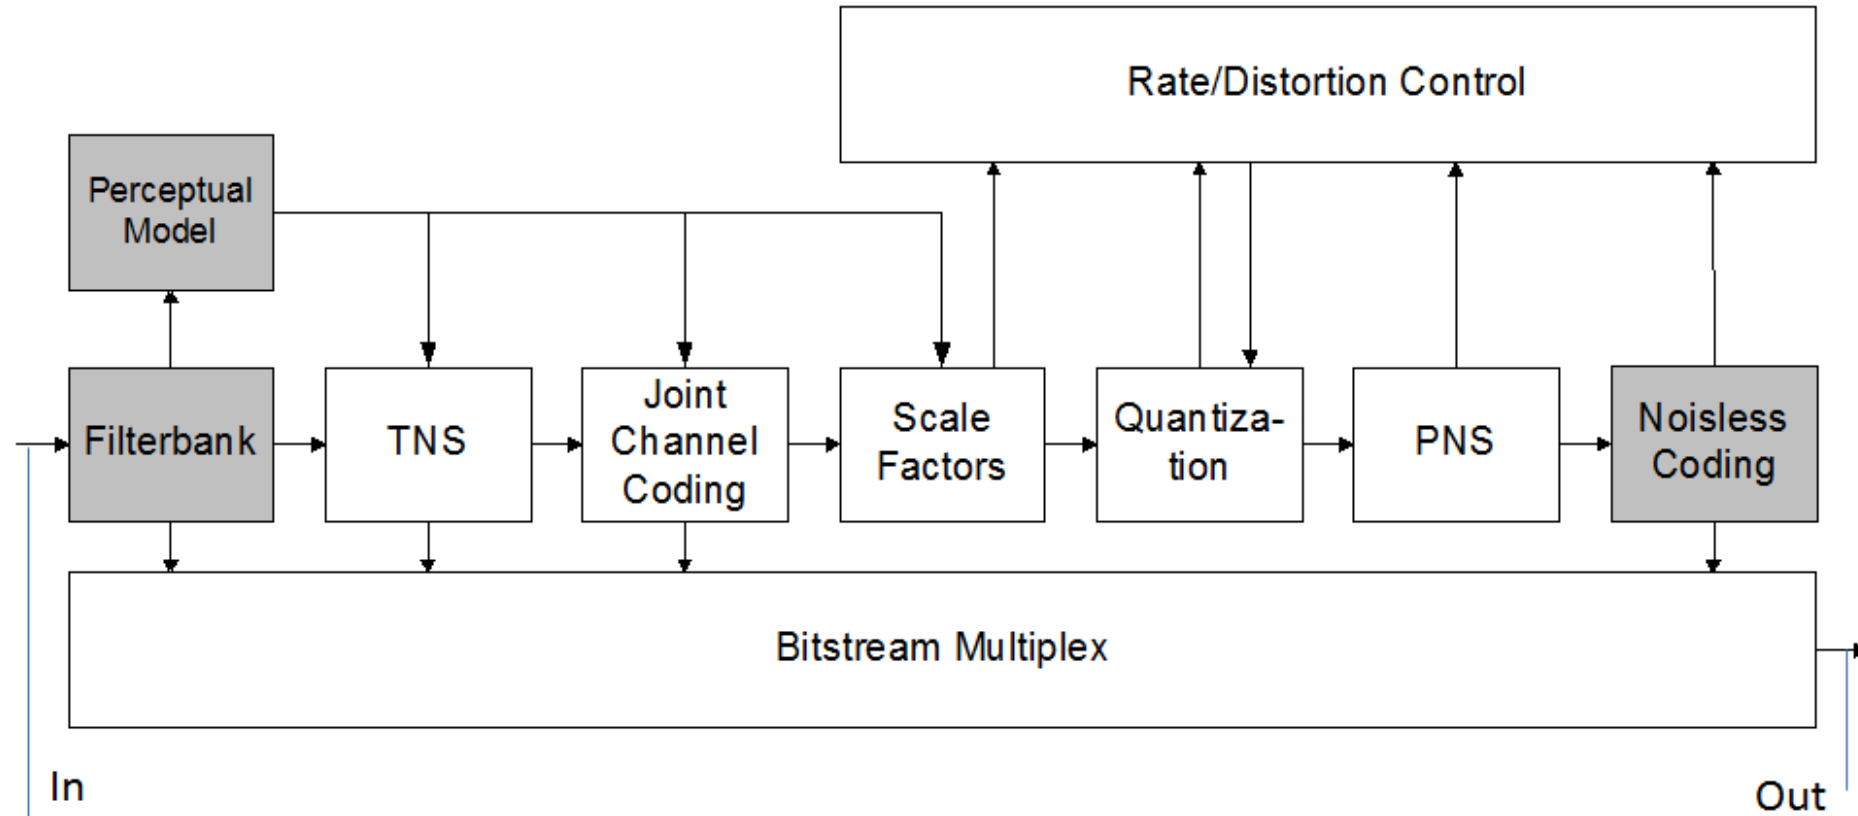 Rate/Distortion Control
Perceptual
Model
Filterbank
TNS
Joint
Channel
Coding
Scale
Factors
Quantiza-
tion
PNS
Noisless
Coding
Bitstream Multiplex
In
Out